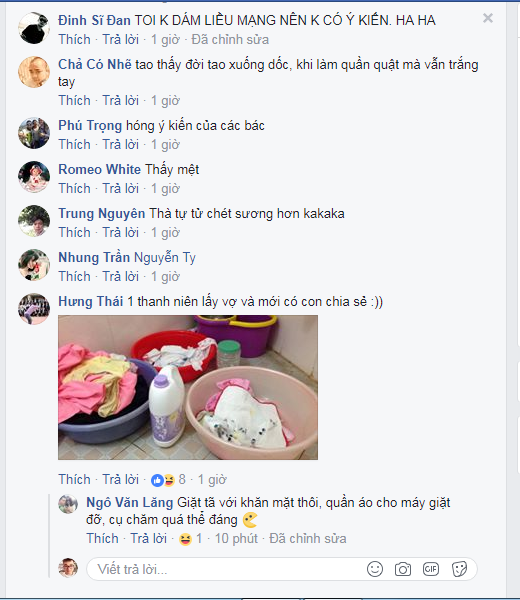 Đinh Sĩ Đan TOI K DÁM LIỀU MẠNG NÊN K CÓ Ý KIẾN. HA HA
Thích · Trả lời · 1 giờ · Đã chỉnh sửa
Chả Có Nhẽ tao thấy đời tao xuống dốc, khi làm quần quật mà vẫn trắng
tay
Thích · Trả lời · 1 giờ
Phú Trọng hóng ý kiến của các bác
Thích · Trả lời · 1 giờ
Romeo White Thấy mệt
Thích · Trả lời · 1 giờ
Trung Nguyên Thà tự tử chét sương hơn kakaka
Thích · Trả lời · 1 giờ
Nhung Trần Nguyễn Ty
Thích · Trả lời · 1 giờ
Hưng Thái 1 thanh niên lấy vợ và mới có con chia sẻ :))
Thích · Trả lời · 8 · 1 giờ
Ngô Văn Lăng Giặt tã với khăn mặt thôi, quần áo cho máy giặt
đỡ, cụ chăm quá thể đáng
Thích · Trả lời · 1 · 10 phút · Đã chỉnh sửa
Viết trả lời...
GIF